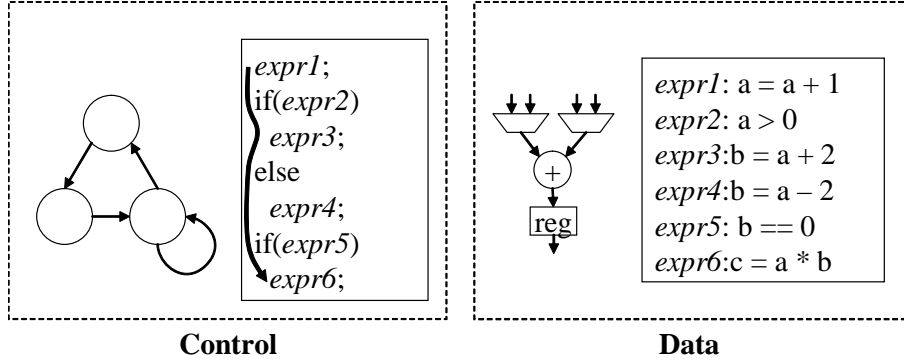 expr1;
if(expr2)
expr3;
else
expr4;
if(expr5)
expr6;
Control
+
reg
expr1: a = a + 1
expr2: a > 0
expr3:b = a + 2
expr4:b = a – 2
expr5: b == 0
expr6:c = a * b
Data